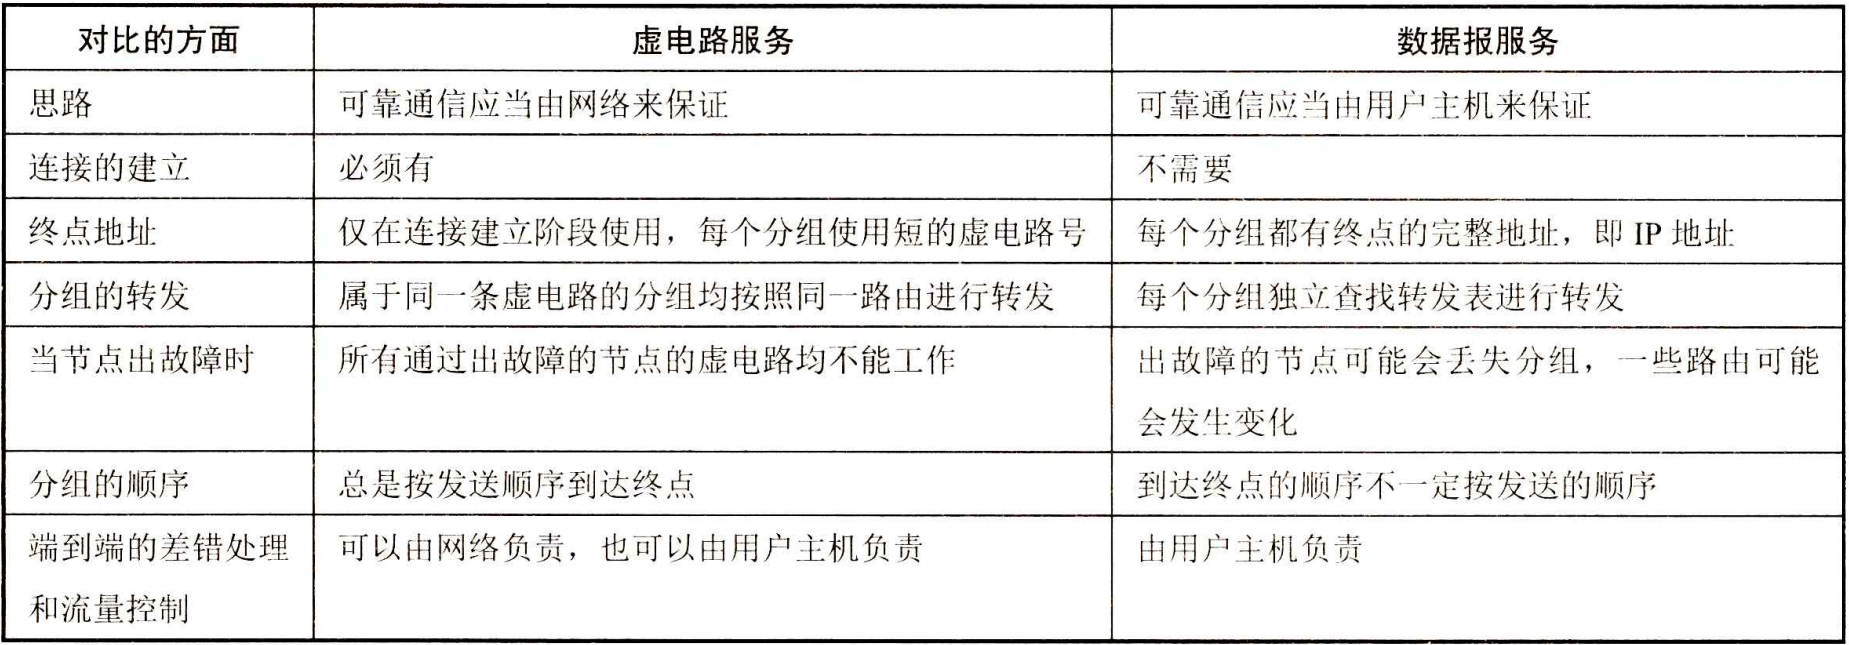 对比的方面 虚电路服务 数据报服务
思路 可靠通信应当由网络来保证 可靠通信应当由用户主机来保证
连接的建立 必须有 不需要
终点地址 仅在连接建立阶段使用，每个分组使用短的虚电路号 每个分组都有终点的完整地址，即 IP 地址
分组的转发 属于同一条虚电路的分组均按照同一路由进行转发 每个分组独立查找转发表进行转发
当节点出故障时 所有通过出故障的节点的虚电路均不能工作 出故障的节点可能会丢失分组，一些路由可能
会发生变化
分组的顺序 总是按发送顺序到达终点 到达终点的顺序不一定按发送的顺序
端到端的差错处理 可以由网络负责，也可以由用户主机负责 由用户主机负责
和流量控制